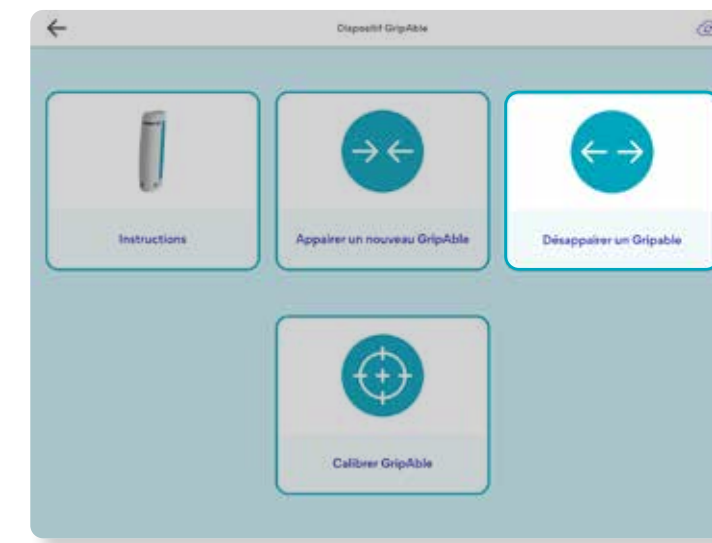 Dispositif GripAble
Instructions
Appairer un nouveau GripAble
Désappairer un Gripable
Calibrer GripAble